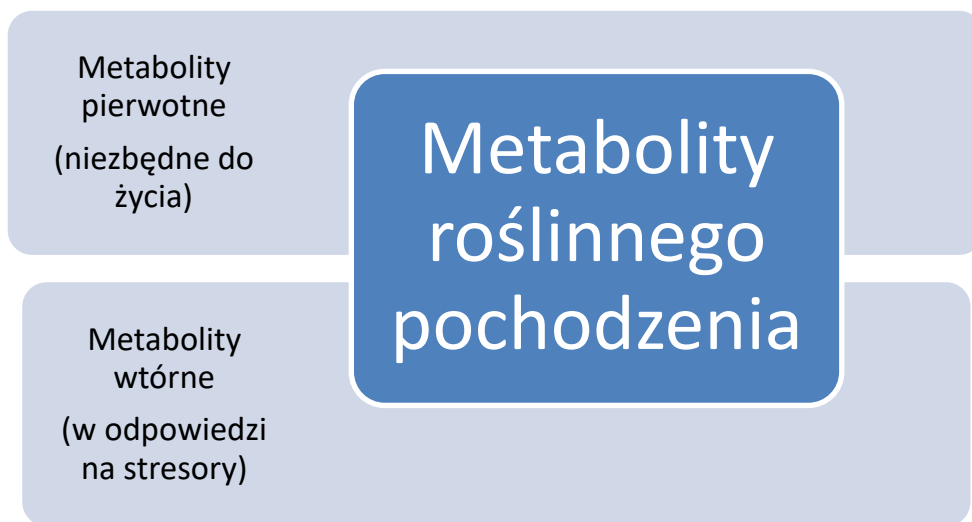 Metabolity
pierwotne
(niezbędne do
życia)
Metabolity
roślinnego
pochodzenia
Metabolity
wtórne
(w odpowiedzi
na stresory)